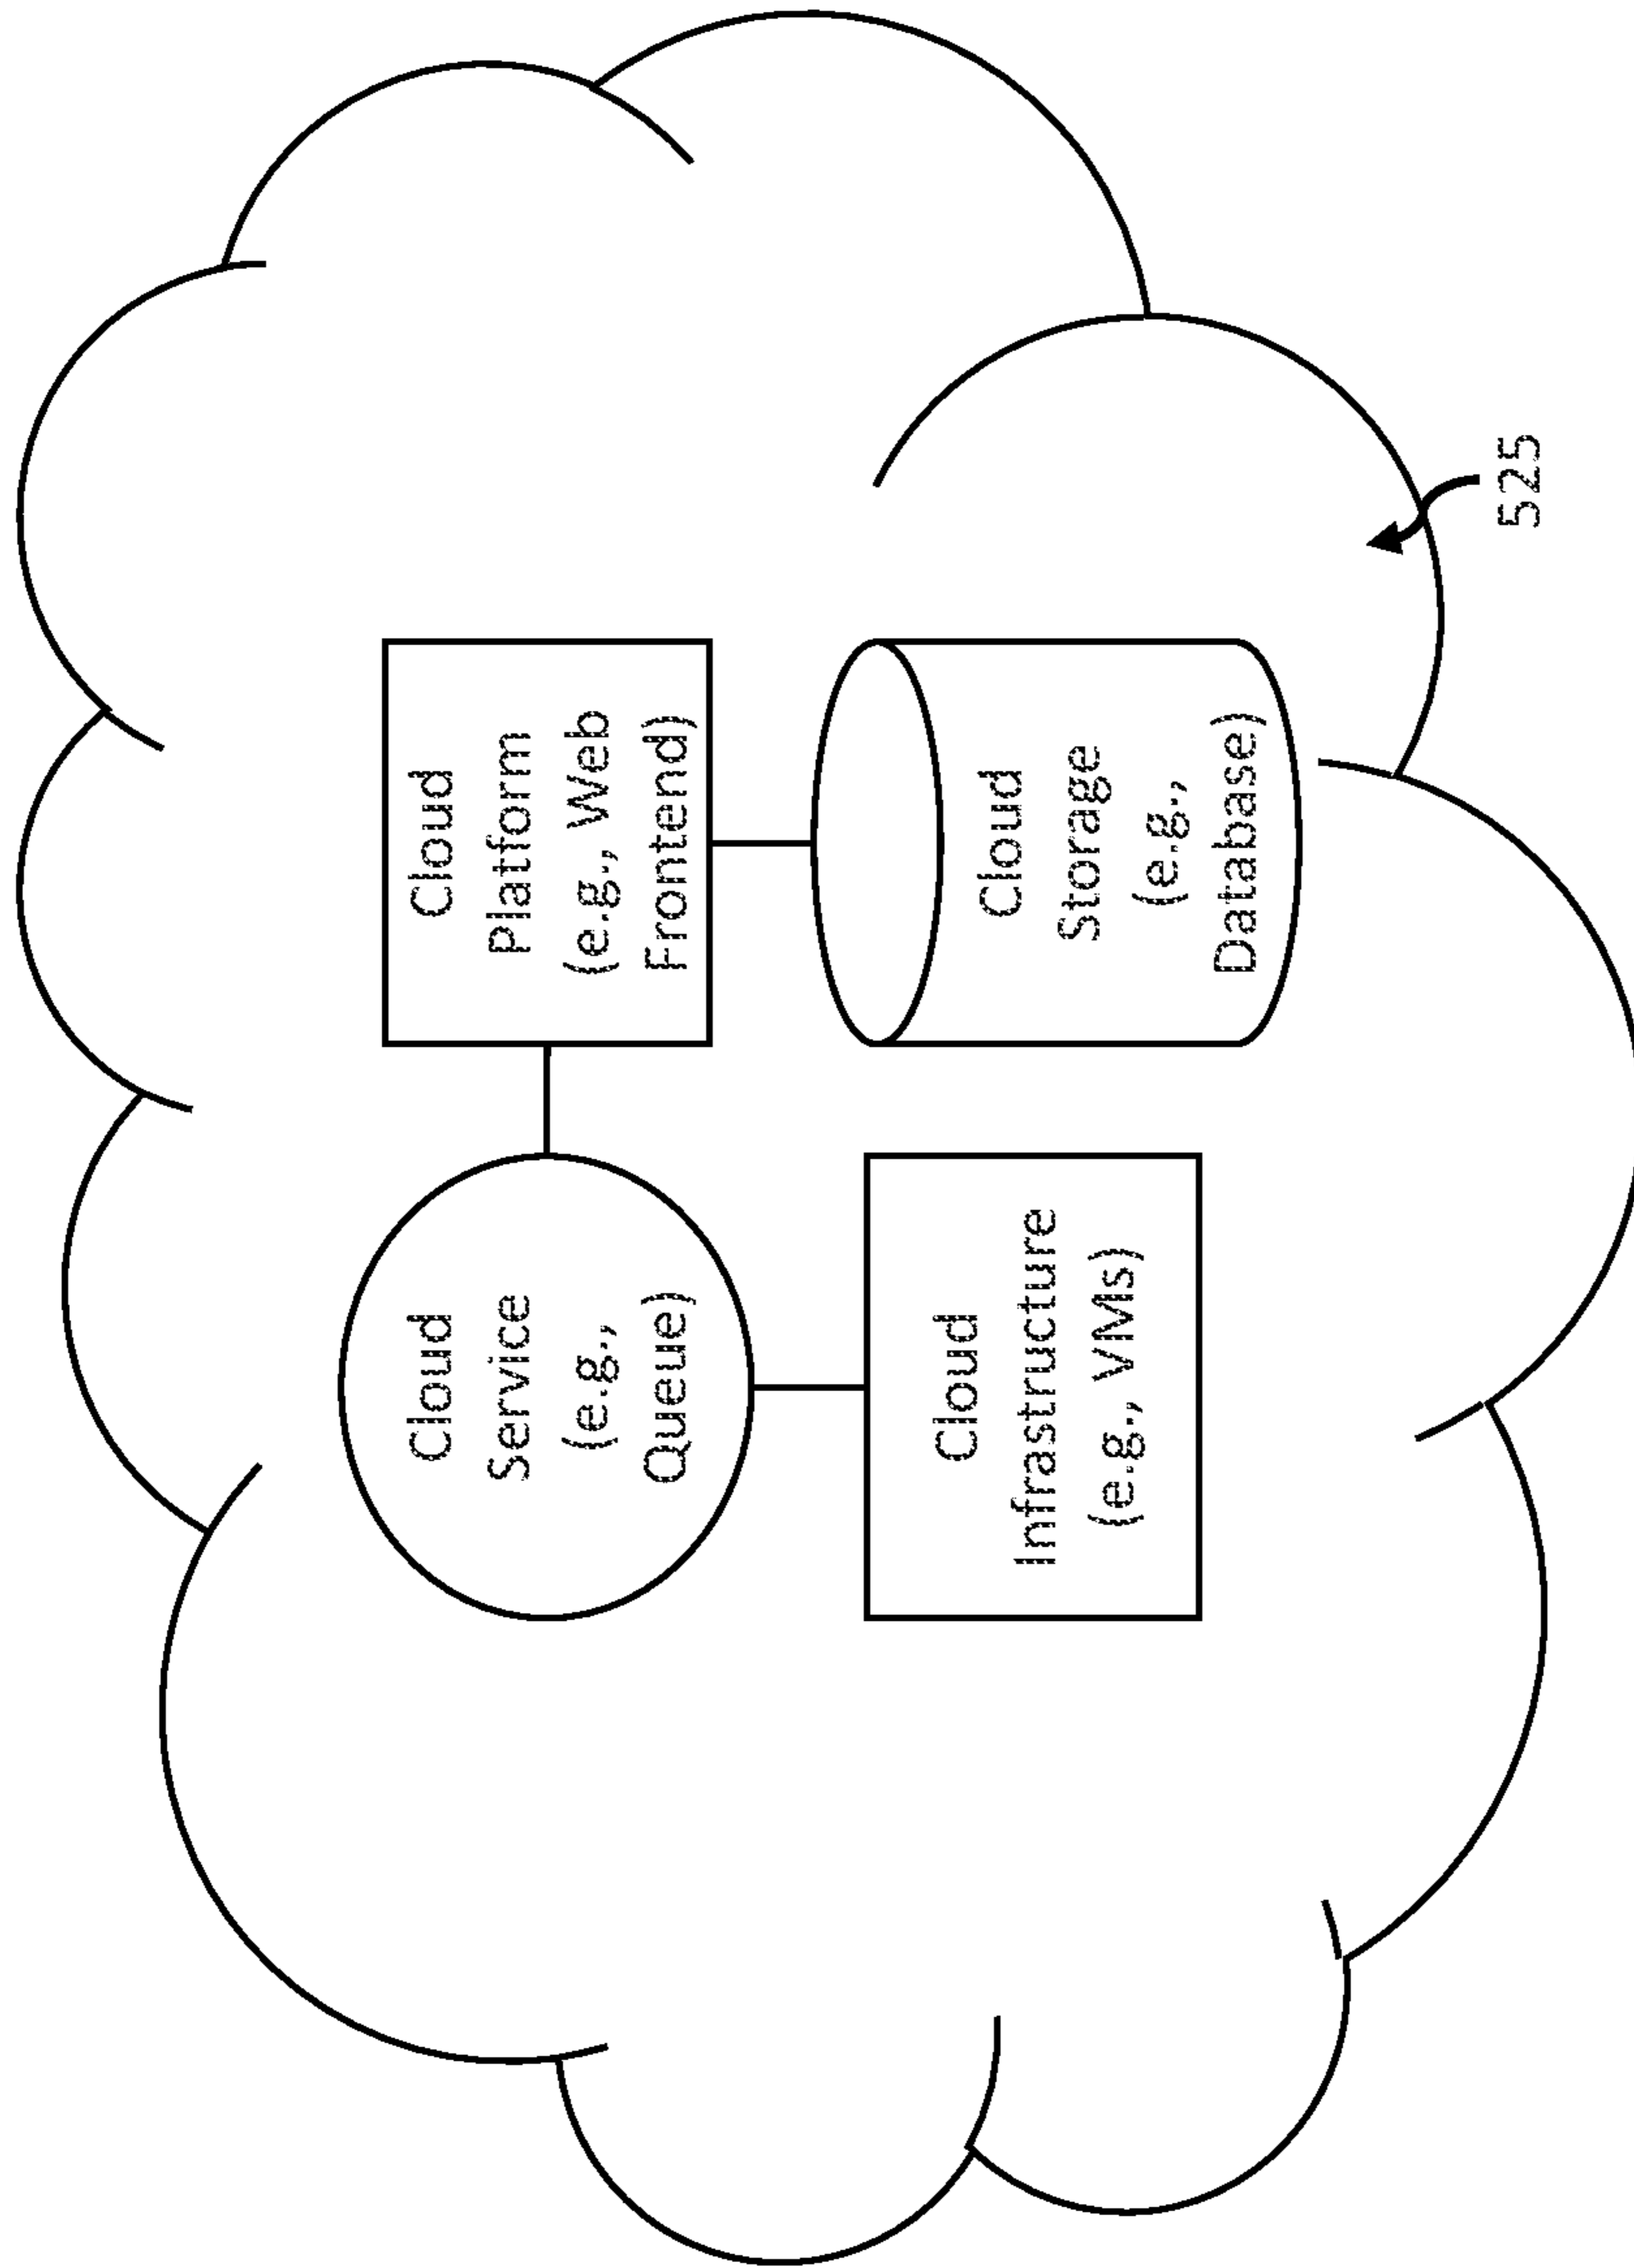 Cloud
Service
(e.g.,
Queue)
Cloud
Platform
(e.g., Web
Frontend)
Cloud
Infrastructure
(e.g., VMs)
Cloud
Storage
(e.g.,
Database)
525